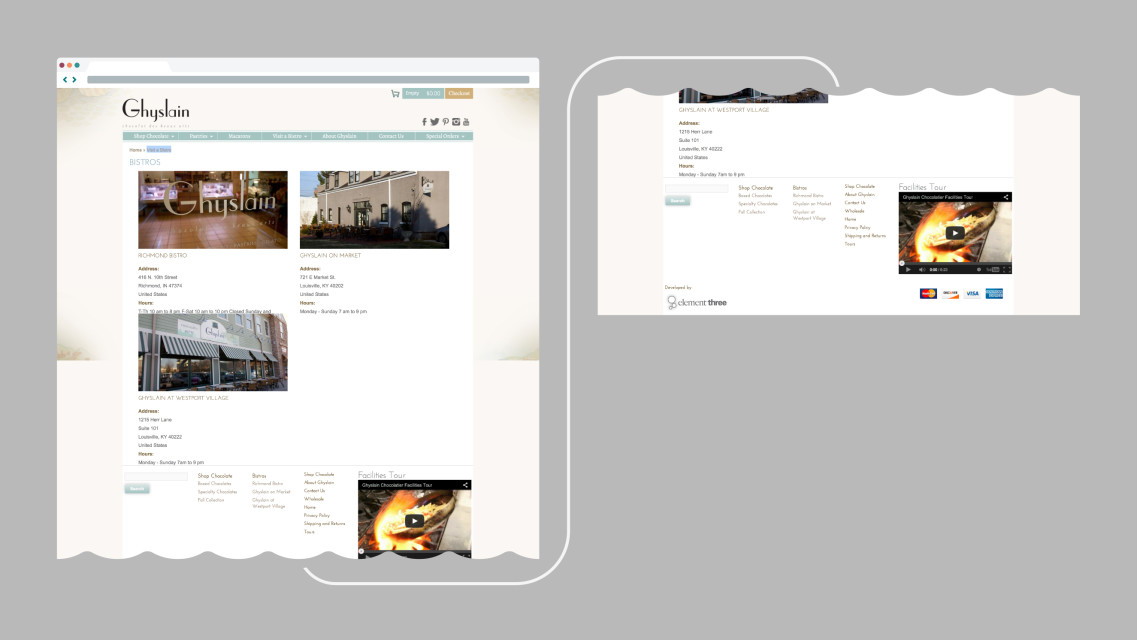 Empty $0.00 Checkout
Ghyslain
chocolat des beaux arts
Shop Chocolate Pastries Macarons Visit a Bistro About Ghyslain Contact Us Special Orders
Home » Visit a Bistro
BISTROS
Ghyslain
RICHMOND BISTRO
Address:
416 N. 10th Street
Richmond, IN 47374
United States
Hours:
T-Th 10 am to 8 pm F-Sat 10 am to 10 pm Closed Sunday and
GHYSLAIN ON MARKET
Address:
721 E Market St.
Louisville, KY 40202
United States
Hours:
Monday - Sunday 7 am to 9 pm
Ghyslain
GHYSLAIN AT WESTPORT VILLAGE
Address:
1215 Herr Lane
Suite 101
Louisville, KY 40222
United States
Hours:
Monday - Sunday 7am to 9 pm
Search
Shop Chocolate
Boxed Chocolates
Specialty Chocolates
Fall Collection
Bistros
Richmond Bistro
Ghyslain on Market
Ghyslain at
Westport Village
Shop Chocolate
About Ghyslain
Contact Us
Wholesale
Home
Privacy Policy
Shipping and Returns
Tours
Facilities Tour
Ghyslain Chocolatier Facilities Tour
GHYSLAIN AT WESTPORT VILLAGE
Address:
1215 Herr Lane
Suite 101
Louisville, KY 40222
United States
Hours:
Monday - Sunday 7am to 9 pm
Search
Shop Chocolate
Boxed Chocolates
Specialty Chocolates
Fall Collection
Bistros
Richmond Bistro
Ghyslain on Market
Ghyslain at
Westport Village
Shop Chocolate
About Ghyslain
Contact Us
Wholesale
Home
Privacy Policy
Shipping and Returns
Tours
Facilities Tour
Ghyslain Chocolatier Facilities Tour
Developed by
element three
VISA